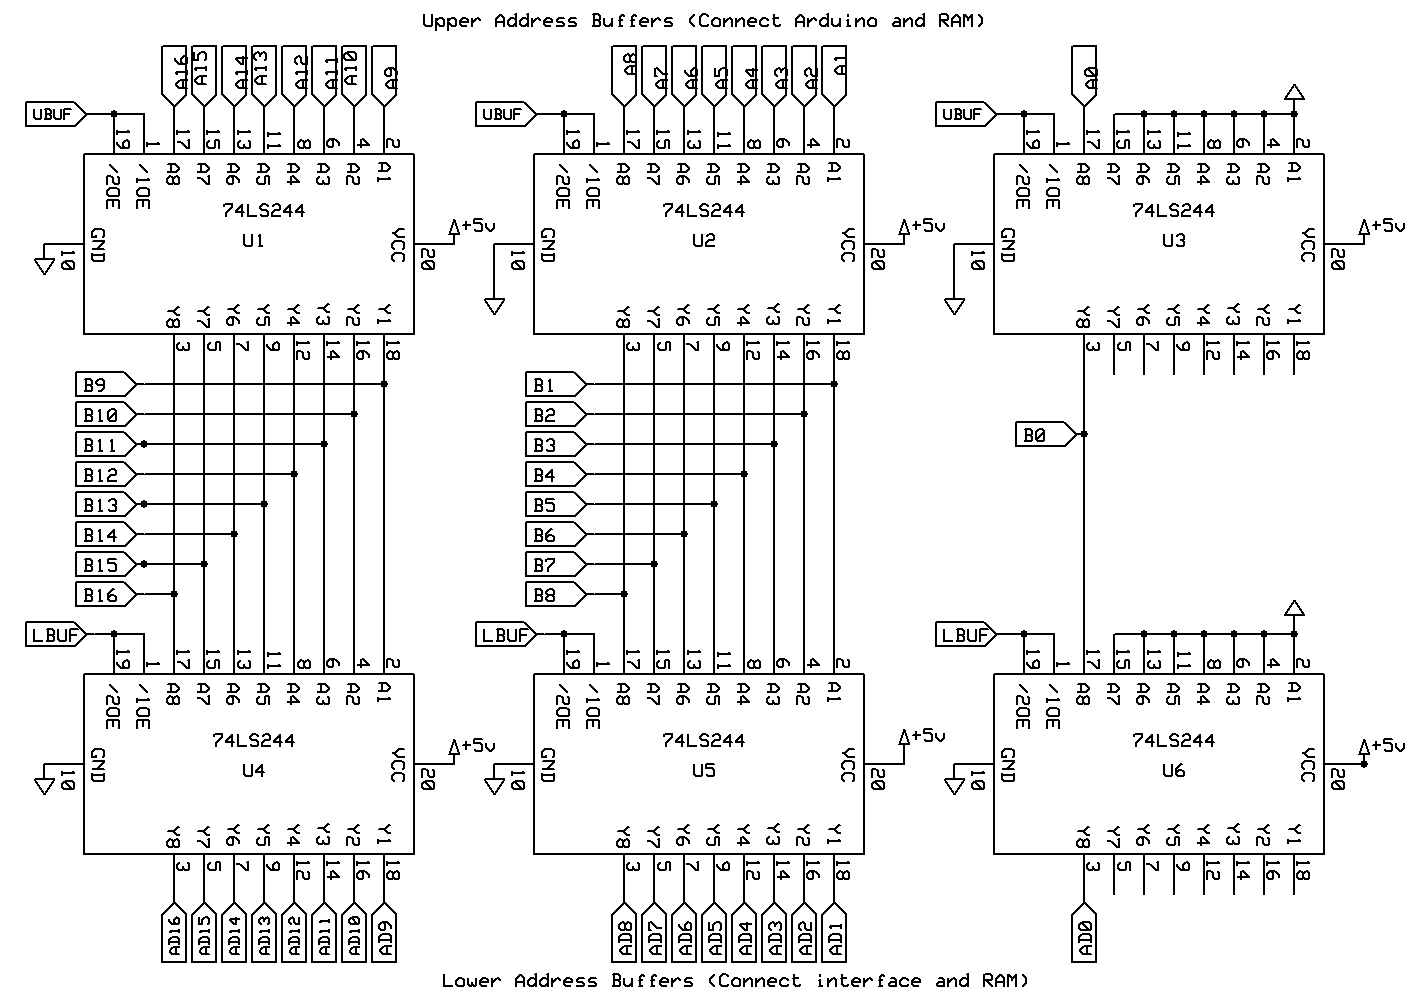 Upper Address Buffers (Connect Arduino and RAM)
A16 A15 A14 A13 A12 A11 A10 A9 A8 A7 A6 A5 A4 A3 A2 A1 A0
UBUF UBUF UBUF
19 1 17 15 13 11 8 6 4 2 19 1 17 15 13 11 8 6 4 2 19 1 17 15 13 11 8 6 4 2
/2OE /1OE A8 A7 A6 A5 A4 A3 A2 A1 /2OE /1OE A8 A7 A6 A5 A4 A3 A2 A1 /2OE /1OE A8 A7 A6 A5 A4 A3 A2 A1
74LS244 74LS244 74LS244
+5v +5v +5v
U1 U2 U3
GND 10 VCC 20 GND 10 VCC 20 GND 10 VCC 20
Y8 Y7 Y6 Y5 Y4 Y3 Y2 Y1 Y8 Y7 Y6 Y5 Y4 Y3 Y2 Y1 Y8 Y7 Y6 Y5 Y4 Y3 Y2 Y1
3 5 7 9 12 14 16 18 3 5 7 9 12 14 16 18 3 5 7 9 12 14 16 18
B9 B1
B10 B2
B11 B3 B0
B12 B4
B13 B5
B14 B6
B15 B7
B16 B8
LBUF LBUF LBUF
19 1 17 15 13 11 8 6 4 2 19 1 17 15 13 11 8 6 4 2 19 1 17 15 13 11 8 6 4 2
/2OE /1OE A8 A7 A6 A5 A4 A3 A2 A1 /2OE /1OE A8 A7 A6 A5 A4 A3 A2 A1 /2OE /1OE A8 A7 A6 A5 A4 A3 A2 A1
74LS244 74LS244 74LS244
+5v +5v +5v
U4 U5 U6
GND 10 VCC 20 GND 10 VCC 20 GND 10 VCC 20
Y8 Y7 Y6 Y5 Y4 Y3 Y2 Y1 Y8 Y7 Y6 Y5 Y4 Y3 Y2 Y1 Y8 Y7 Y6 Y5 Y4 Y3 Y2 Y1
3 5 7 9 12 14 16 18 3 5 7 9 12 14 16 18 3 5 7 9 12 14 16 18
AD16 AD15 AD14 AD13 AD12 AD11 AD10 AD9 AD8 AD7 AD6 AD5 AD4 AD3 AD2 AD1 AD0
Lower Address Buffers (Connect interface and RAM)